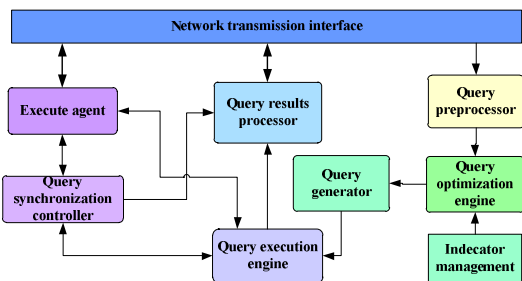 Network transmission interface
Execute agent
Query results
processor
Query
preprocessor
Query
synchronization
controller
Query
generator
Query
optimization
engine
Query execution
engine
Indecator
management